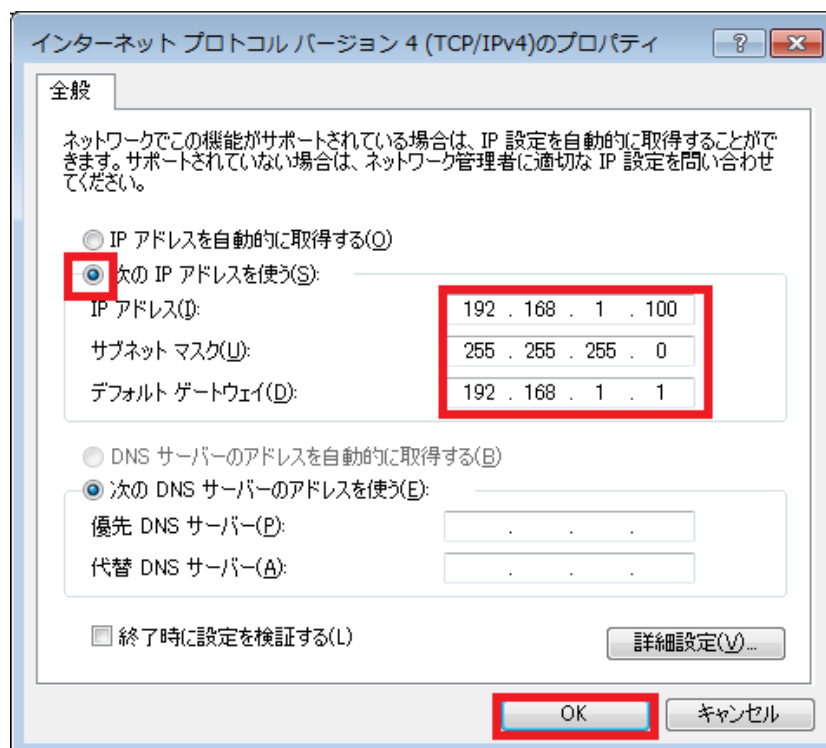 インターネット プロトコル バージョン 4 (TCP/IPv4)のプロパティ
全般
ネットワークでこの機能がサポートされている場合は、IP 設定を自動的に取得することがで
きます。サポートされていない場合は、ネットワーク管理者に適切な IP 設定を問い合わせ
てください。
IP アドレスを自動的に取得する(O)
次の IP アドレスを使う(S):
IP アドレス(I): 192 . 168 . 1 . 100
サブネット マスク(U): 255 . 255 . 255 . 0
デフォルト ゲートウェイ(D): 192 . 168 . 1 . 1
DNS サーバーのアドレスを自動的に取得する(B)
次の DNS サーバーのアドレスを使う(E):
優先 DNS サーバー(P): . . .
代替 DNS サーバー(A): . . .
終了時に設定を検証する(L)
詳細設定(V)...
OK キャンセル